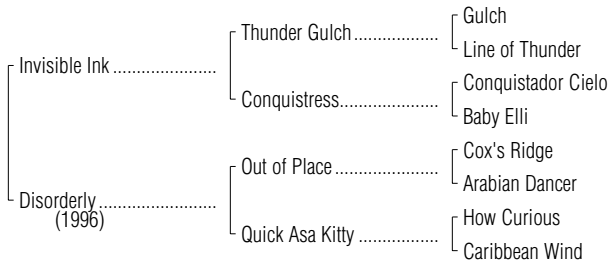 Gulch
Thunder Gulch
Line of Thunder
Invisible Ink
Conquistador Cielo
Conquistress
Baby Elli
Cox's Ridge
Out of Place
Arabian Dancer
Disorderly
(1996)
How Curious
Quick Asa Kitty
Caribbean Wind